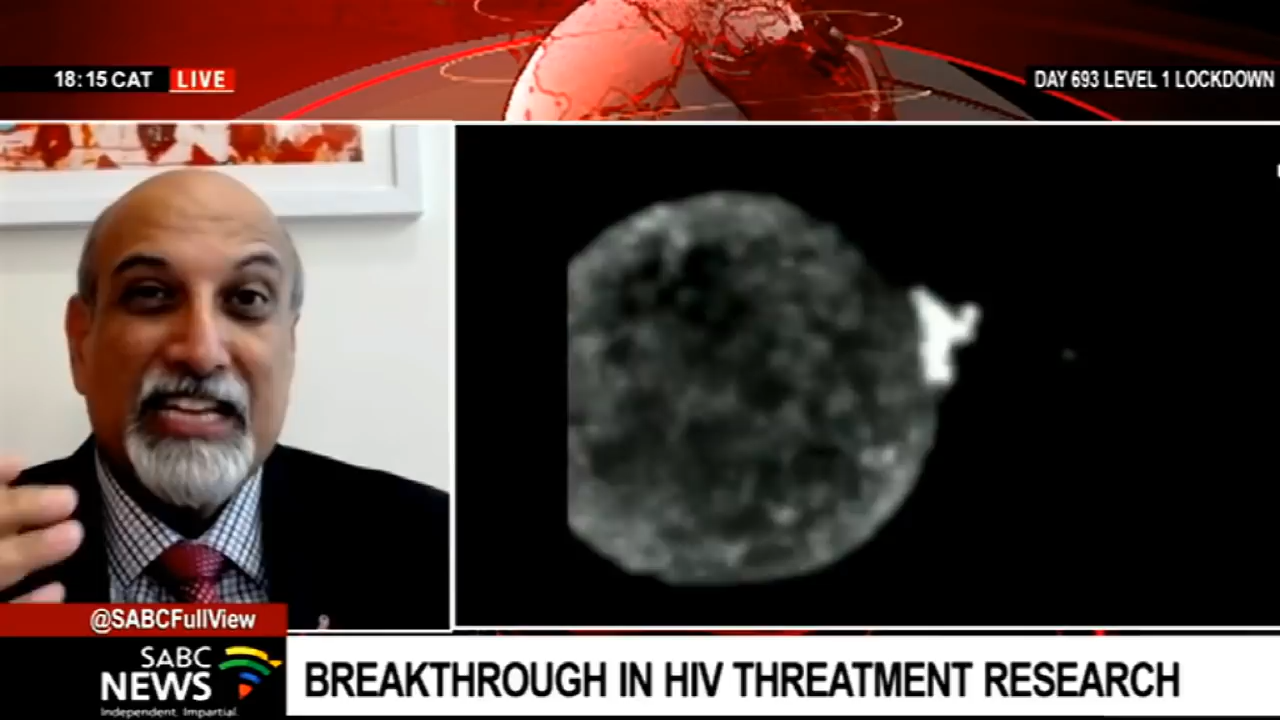 18:15 CAT LIVE
DAY 693 LEVEL 1 LOCKDOWN
@SABCFullView
SABC
NEWS
Independent. Impartial.
BREAKTHROUGH IN HIV THREATMENT RESEARCH